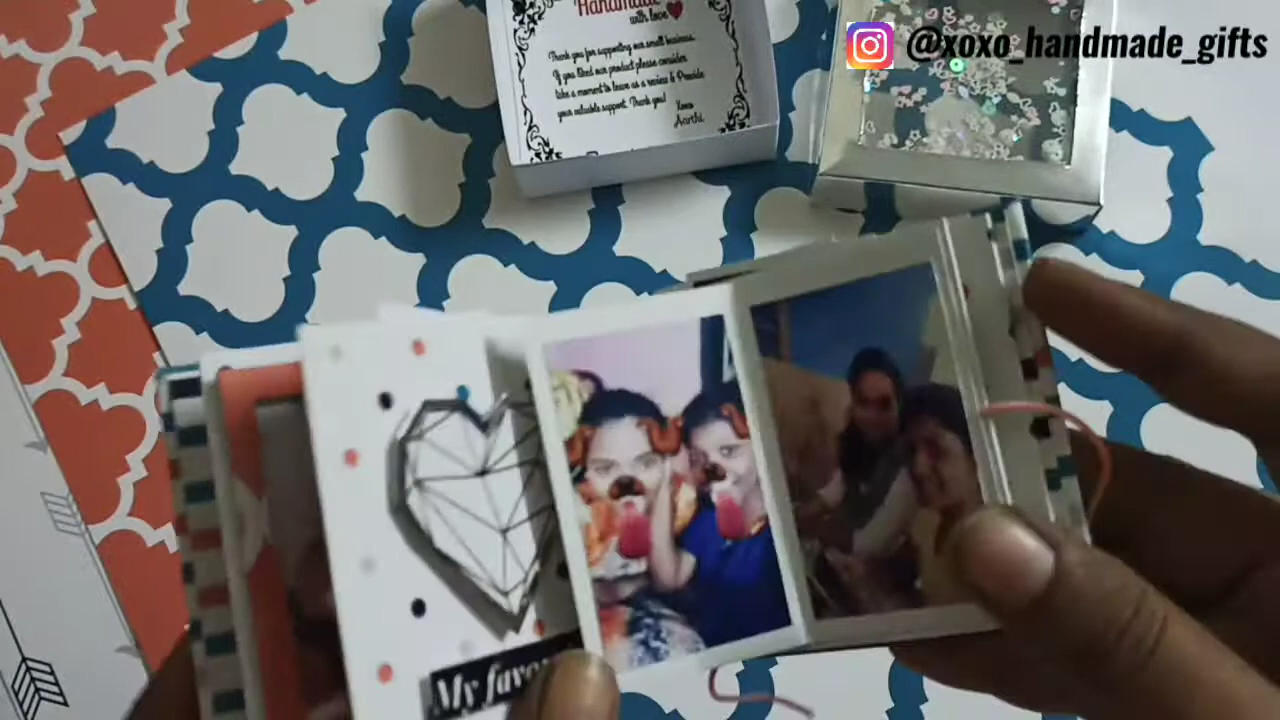 Handmade
with love
Thank you for supporting our small business.
If you liked our product please consider
take a moment to leave as a review & Provide
your valuable support. Thank you!
Xoxo
Aarthi
@xoxo_handmade_gifts
My favo